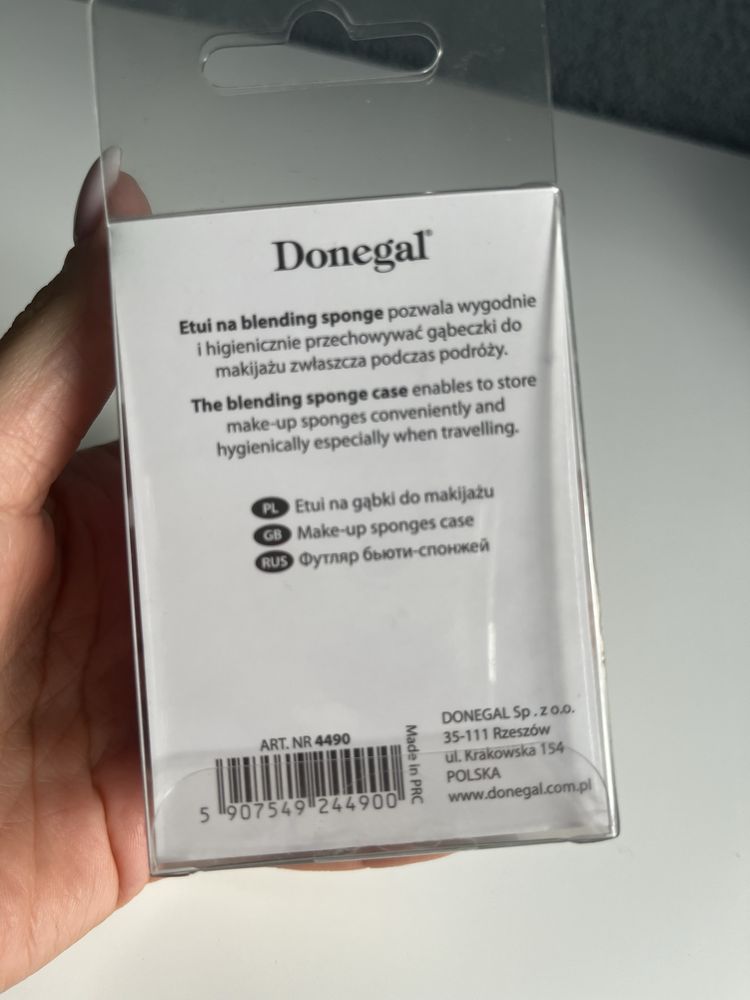 Donegal®
Etui na blending sponge pozwala wygodnie
i higienicznie przechowywać gąbeczki do
makijażu zwłaszcza podczas podróży.
The blending sponge case enables to store
make-up sponges conveniently and
hygienically especially when travelling.
PL Etui na gąbki do makijażu
GB Make-up sponges case
RUS Футляр бьюти-спонжей
ART. NR 4490
5 907549 244900
Made in PRC
DONEGAL Sp. z o.o.
35-111 Rzeszów
ul. Krakowska 154
POLSKA
www.donegal.com.pl